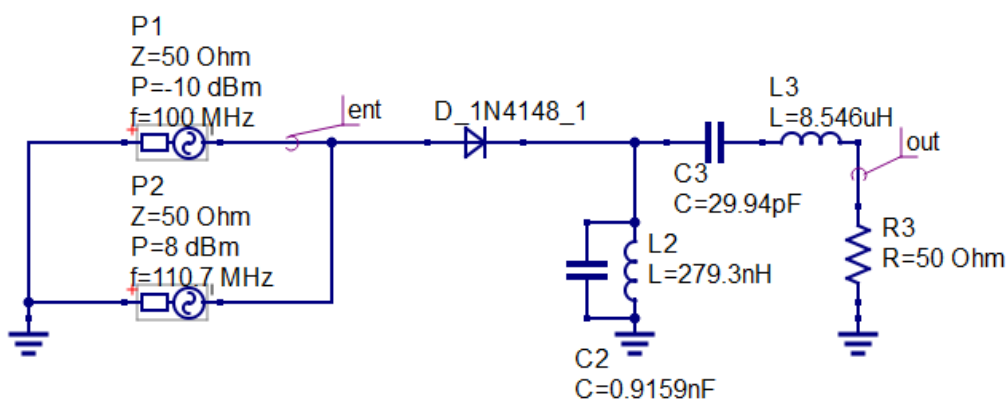 P1
Z=50 Ohm
P=-10 dBm
f=100 MHz
ent
D_1N4148_1
L3
L=8.546uH
out
C3
C=29.94pF
P2
Z=50 Ohm
P=8 dBm
f=110.7 MHz
L2
L=279.3nH
R3
R=50 Ohm
C2
C=0.9159nF